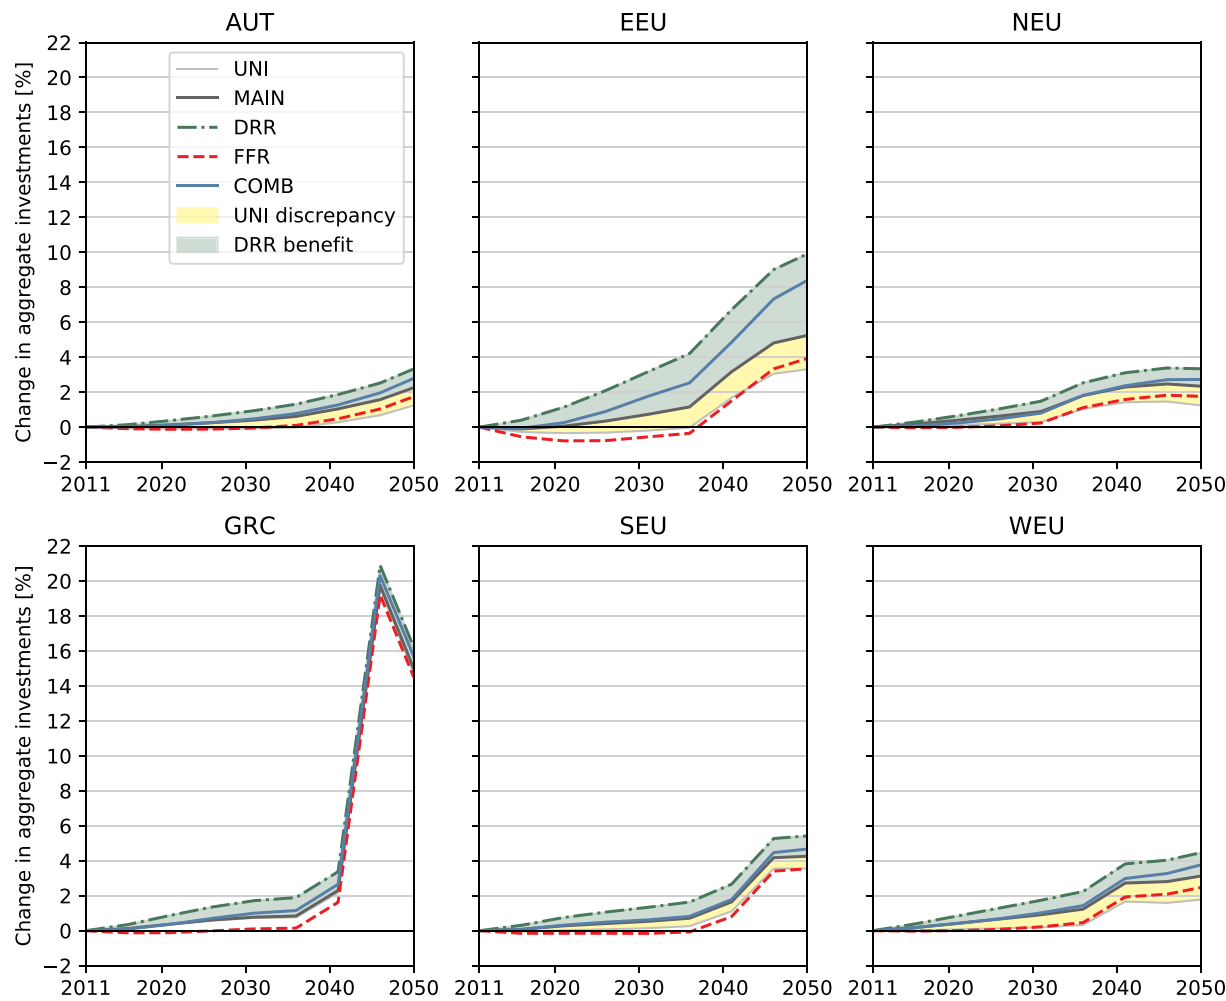 AUT EEU NEU
Change in aggregate investments [%]
22
20
18
16
14
12
10
8
6
4
2
0
−2
UNI
MAIN
DRR
FFR
COMB
UNI discrepancy
DRR benefit
2011 2020 2030 2040 2050 2011 2020 2030 2040 2050 2011 2020 2030 2040 2050
GRC SEU WEU
Change in aggregate investments [%]
22
20
18
16
14
12
10
8
6
4
2
0
−2
2011 2020 2030 2040 2050 2011 2020 2030 2040 2050 2011 2020 2030 2040 2050